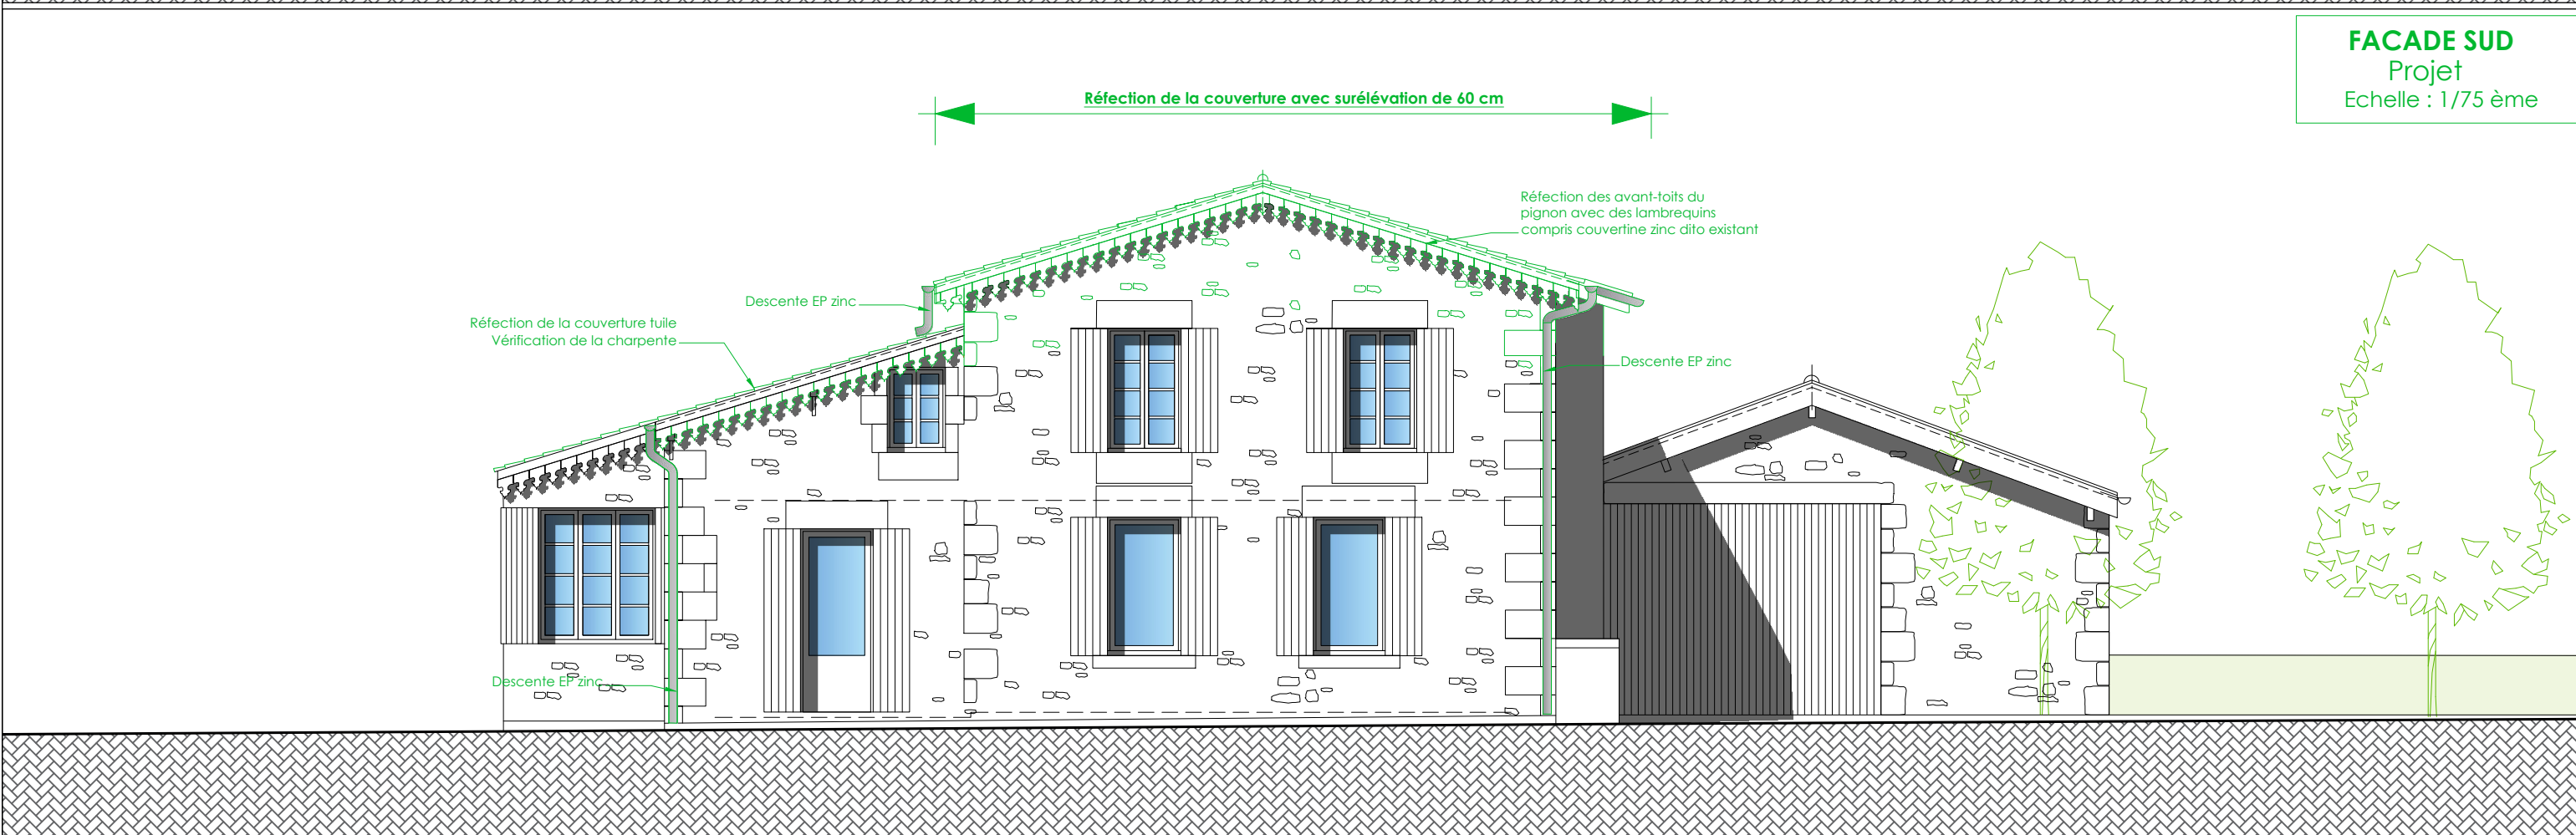 FACADE SUD
Projet
Echelle : 1/75 ème
Réfection de la couverture avec surélévation de 60 cm
Réfection des avant-toits du
pignon avec des lambrequins
compris couvertine zinc dito existant
Descente EP zinc
Réfection de la couverture tuile
Vérification de la charpente
Descente EP zinc
Descente EP zinc